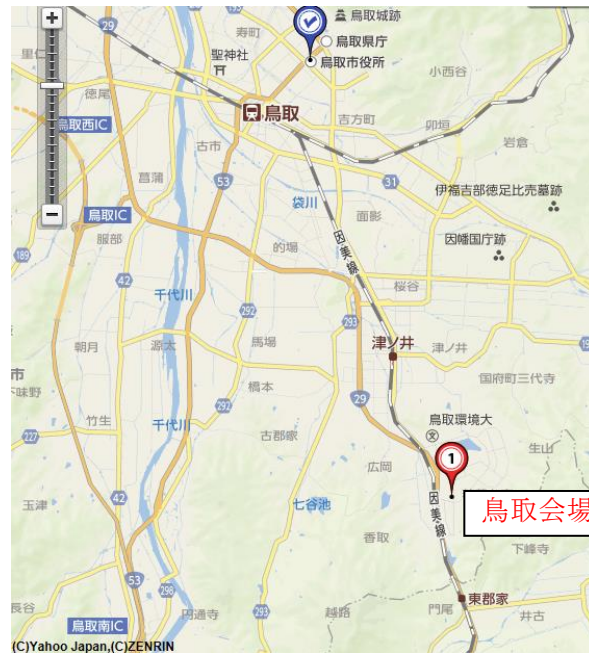 鳥取城跡
寿町
29
鳥取県庁
聖神社
鳥取市役所
小西谷
徳尾
鳥取
鳥取西IC
吉方町
卯垣
岩倉
古市
菖蒲
53
31
伊福吉部徳足比売墓跡
袋川
面影
鳥取IC
服部
的場
因美線
因幡国庁跡
189
42
292
千代川
293
桜谷
朝月
源太
馬場
津ノ井
津ノ井
市
下味野
橋本
国府町三代寺
竹生
292
29
千代川
鳥取環境大
227
古郡家
生山
広岡
1
玉津
42
七谷池
因美線
鳥取会場
香取
下峰寺
53
298
東郡家
長谷
円通寺
293
越路
門尾
井古
鳥取南IC
(C)Yahoo Japan,(C)ZENRIN